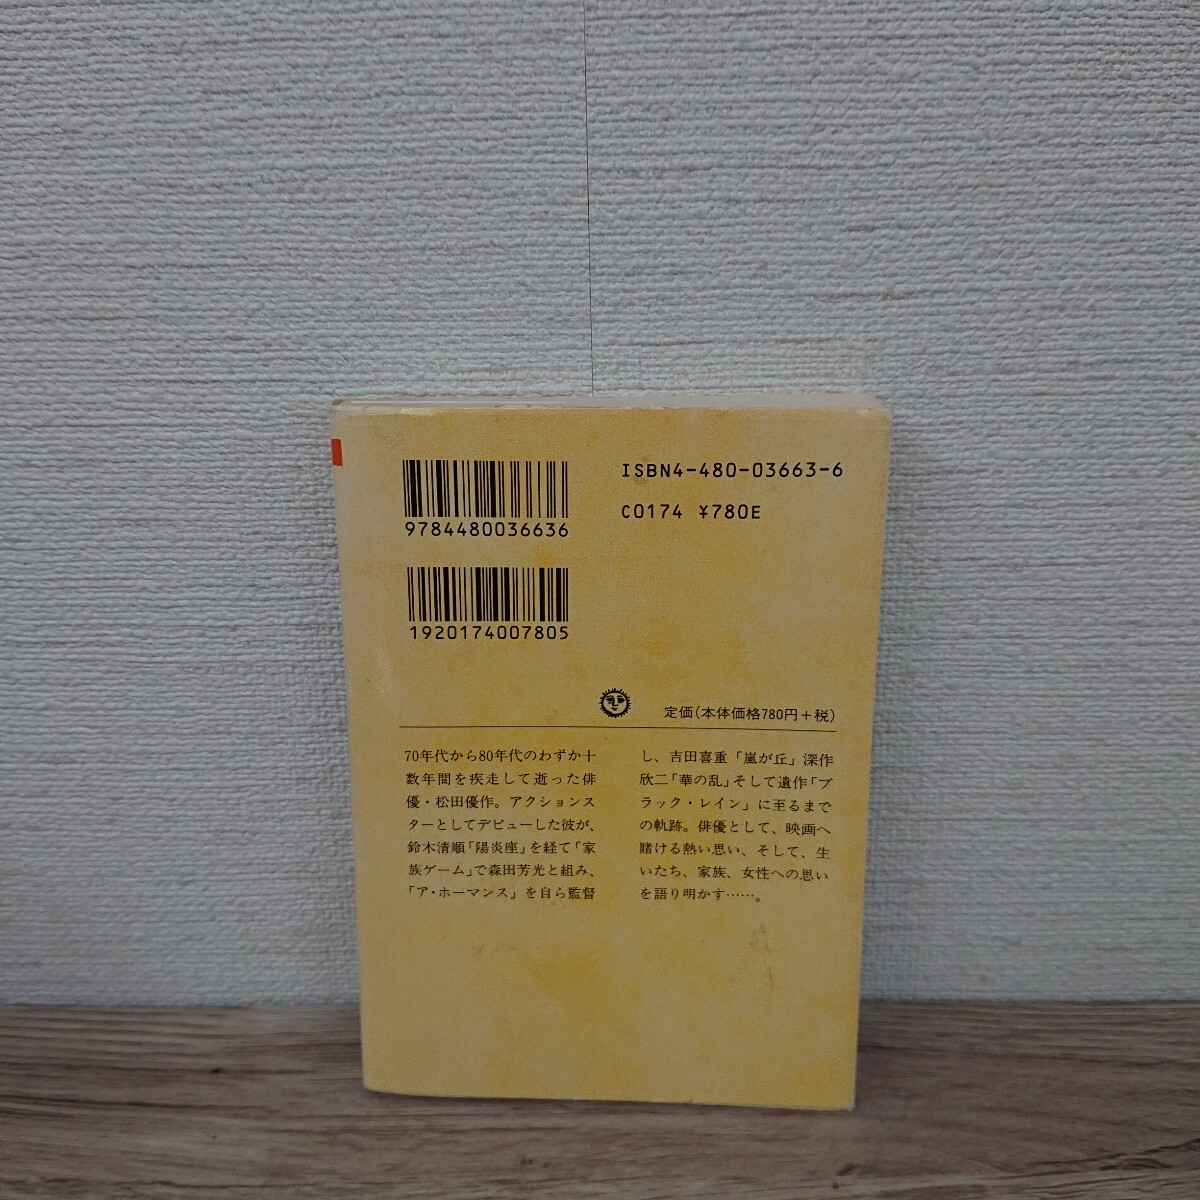 ISBN4-480-03663-6
C0174 ¥780E
9784480036636
1920174007805
定価(本体価格780円+税)
70年代から80年代のわずか十
数年間を疾走して逝った俳
優・松田優作。アクションス
ターとしてデビューした彼が、
鈴木清順「陽炎座」を経て「家
族ゲーム」で森田芳光と組み、
「ア・ホーマンス」を自ら監督
し、吉田喜重「嵐が丘」深作
欣二「華の乱」そして遺作「ブ
ラック・レイン」に至るまで
の軌跡。俳優として、映画へ
賭ける熱い思い、そして、生
いたち、家族、女性への思い
を語り明かす……。